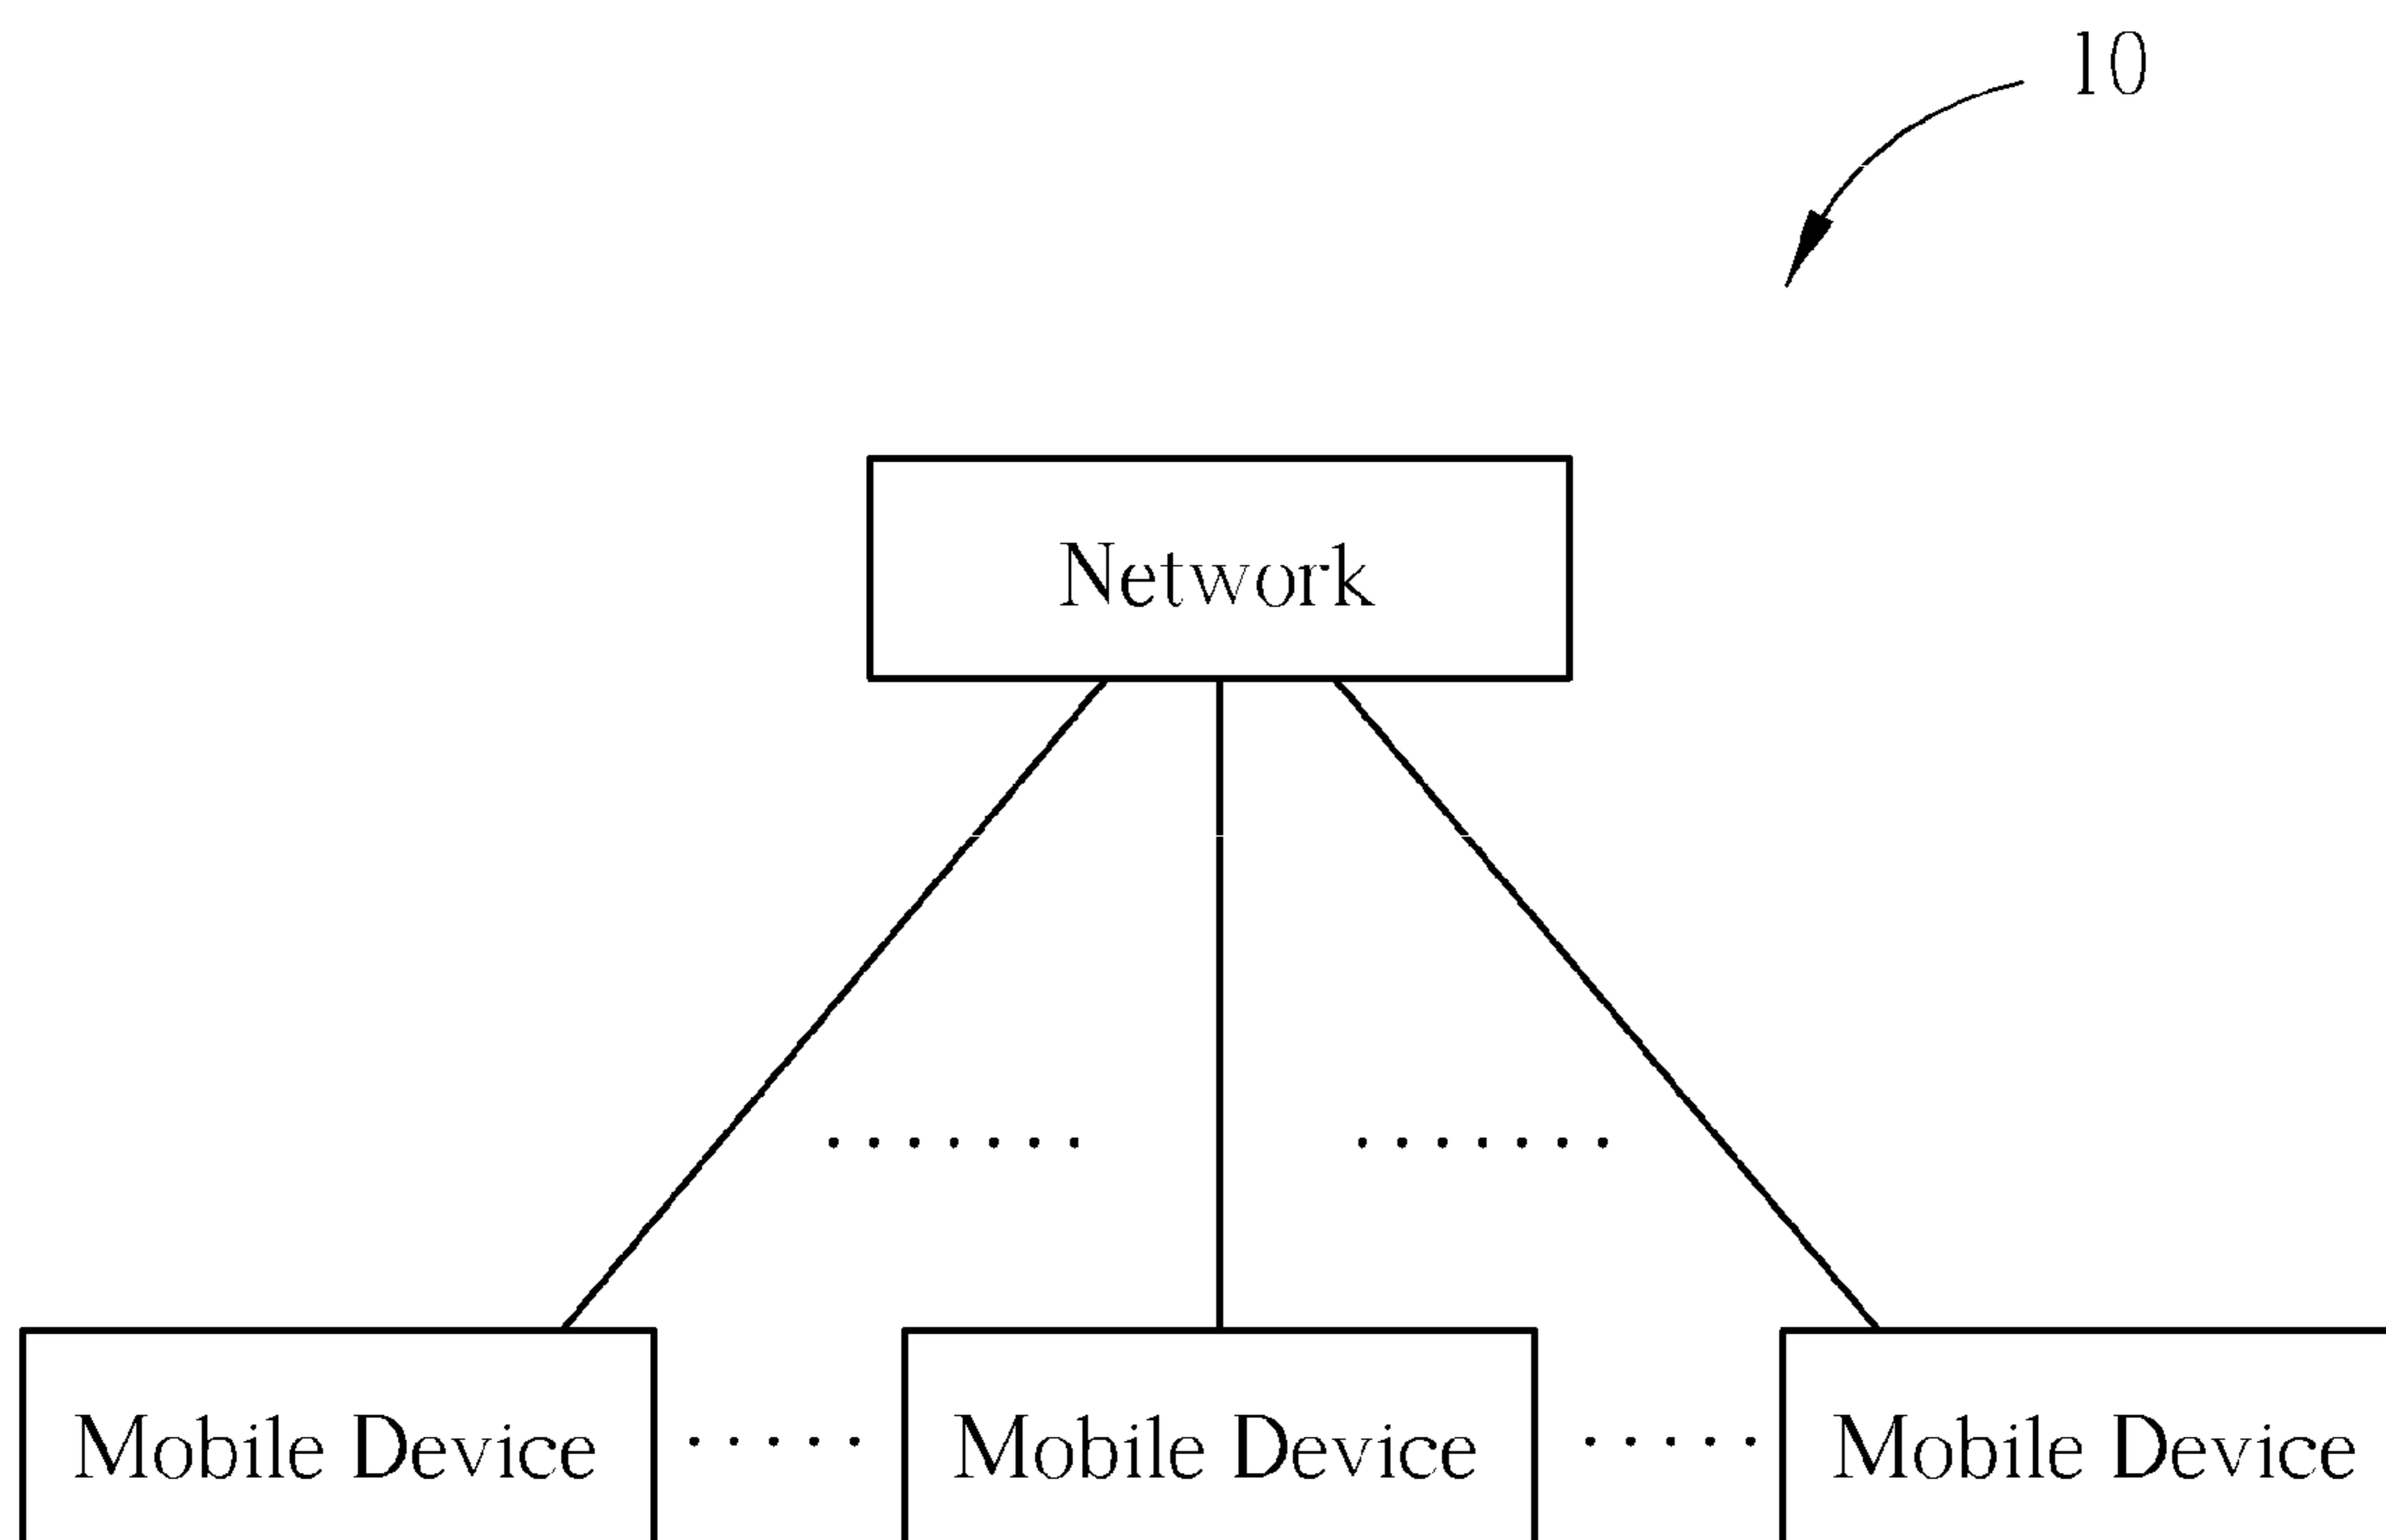 10
Network
Mobile Device ..... Mobile Device ..... Mobile Device